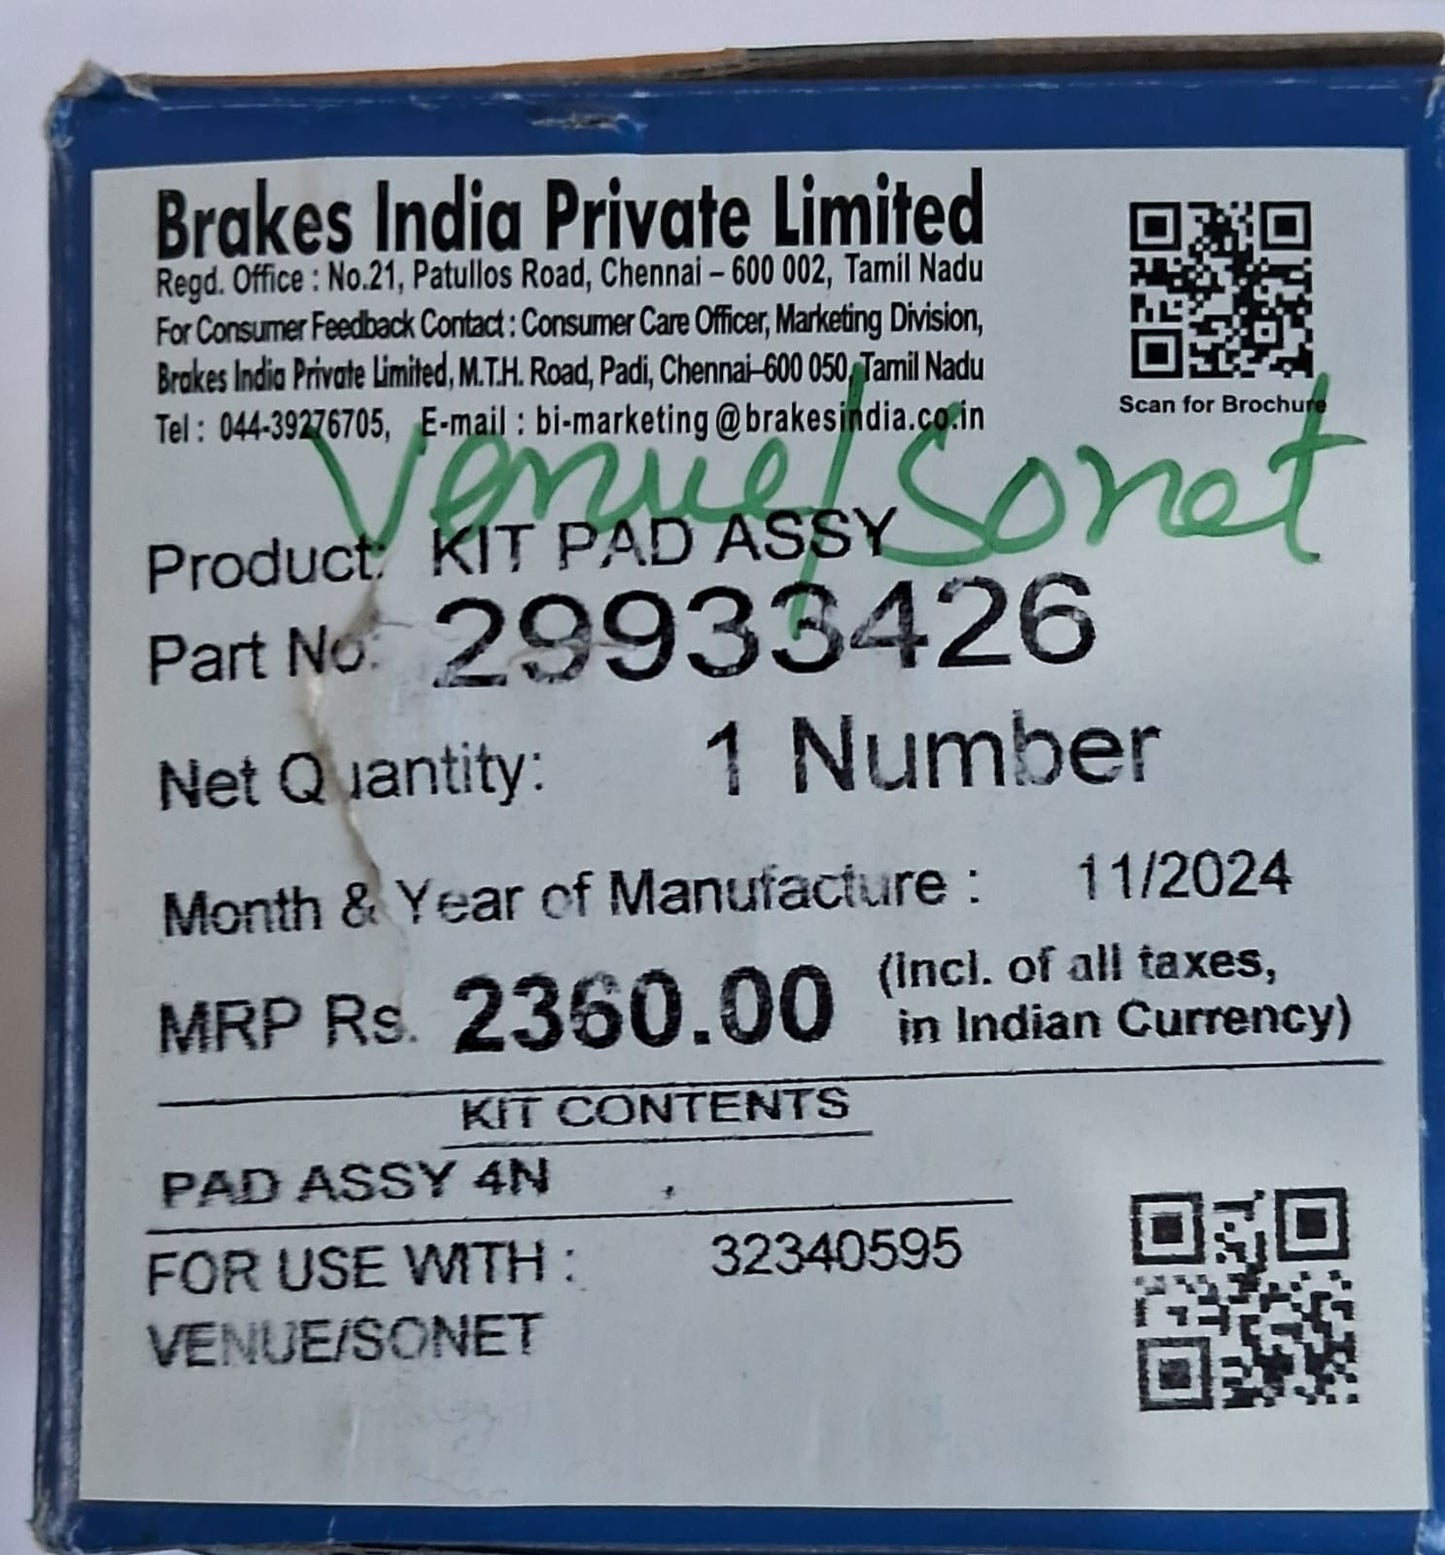 Brakes India Private Limited
Regd. Office : No.21, Patullos Road, Chennai – 600 002, Tamil Nadu
For Consumer Feedback Contact : Consumer Care Officer, Marketing Division,
Brakes India Private Limited, M.T.H. Road, Padi, Chennai–600 050, Tamil Nadu
Tel : 044-39276705, E-mail : bi-marketing@brakesindia.co.in
Scan for Brochure
Venue/Sonet
Product: KIT PAD ASSY
Part No: 29933426
Net Quantity: 1 Number
Month & Year of Manufacture : 11/2024
MRP Rs. 2360.00 (Incl. of all taxes,
in Indian Currency)
KIT CONTENTS
PAD ASSY 4N
FOR USE WITH : 32340595
VENUE/SONET